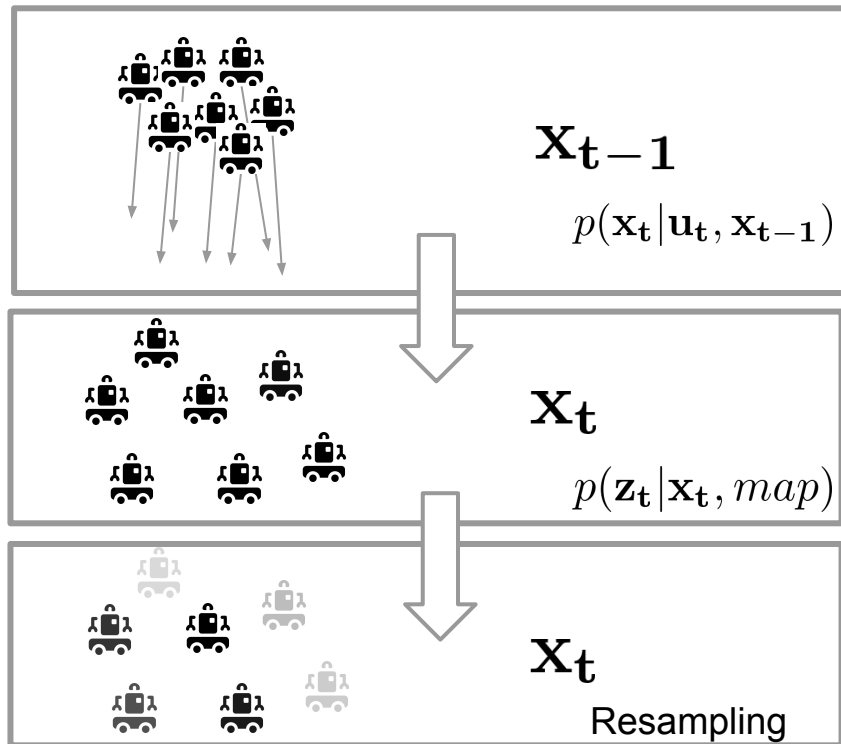 x_{t-1}
p(x_t|u_t, x_{t-1})
x_t
p(z_t|x_t, map)
x_t
Resampling